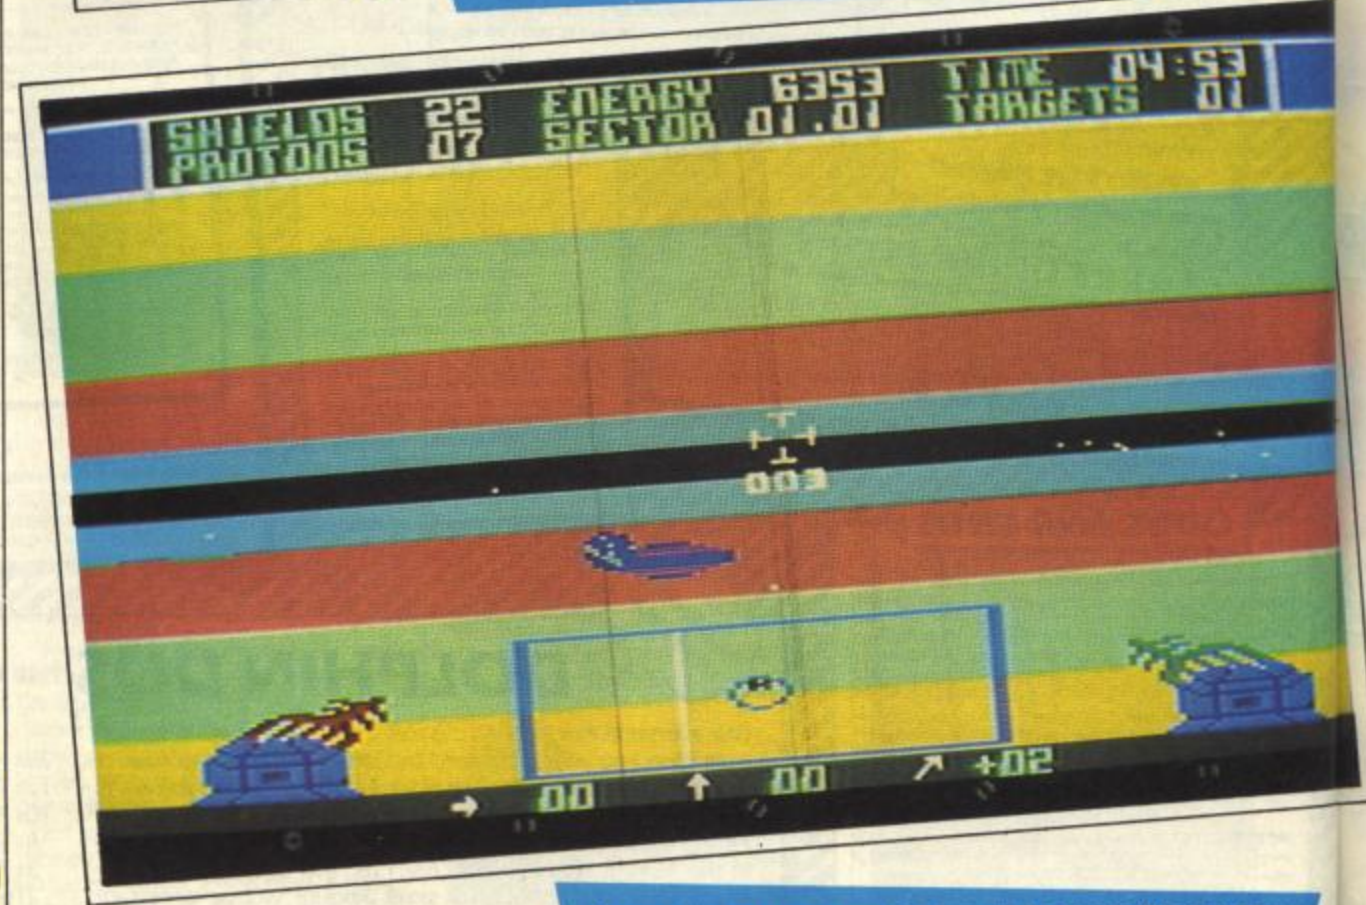 SHIELDS 22 ENERGY 6353 TIME 04:53
PROTONS 07 SECTOR 01.01 TARGETS 01
003
→ 00 ↑ 00 ↗ +02